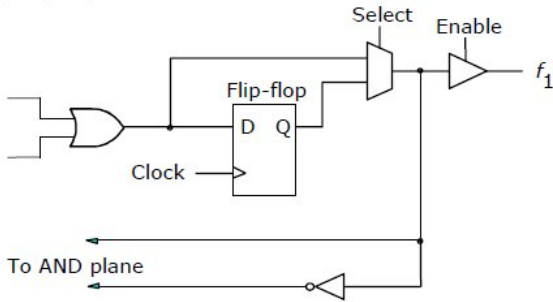 Select
Enable
Flip-flop
f1
D Q
Clock
To AND plane